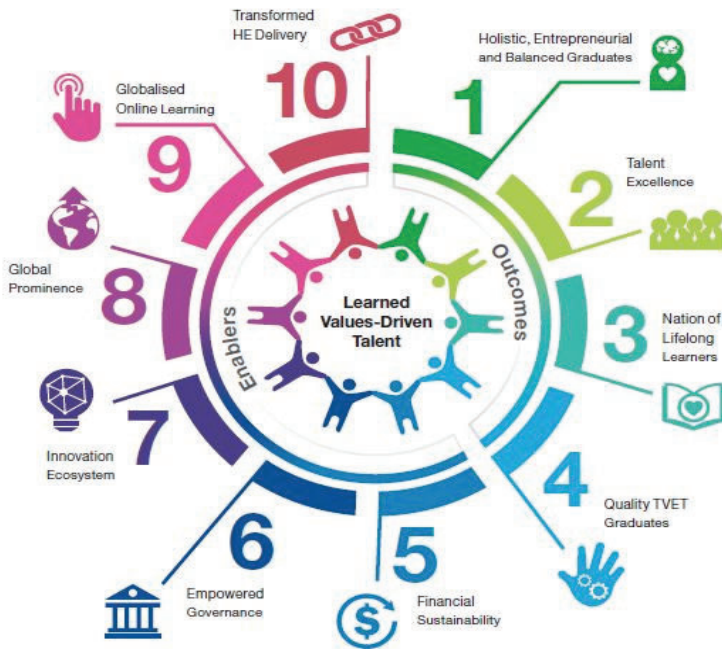 Transformed
HE Delivery
10
Holistic, Entrepreneurial
and Balanced Graduates
1
Talent
Excellence
2
Nation of
Lifelong
Learners
3
Quality TVET
Graduates
4
Financial
Sustainability
5
Empowered
Governance
6
Innovation
Ecosystem
7
Global
Prominence
8
Globalised
Online Learning
9
Outcomes
Enablers
Learned
Values-Driven
Talent
$